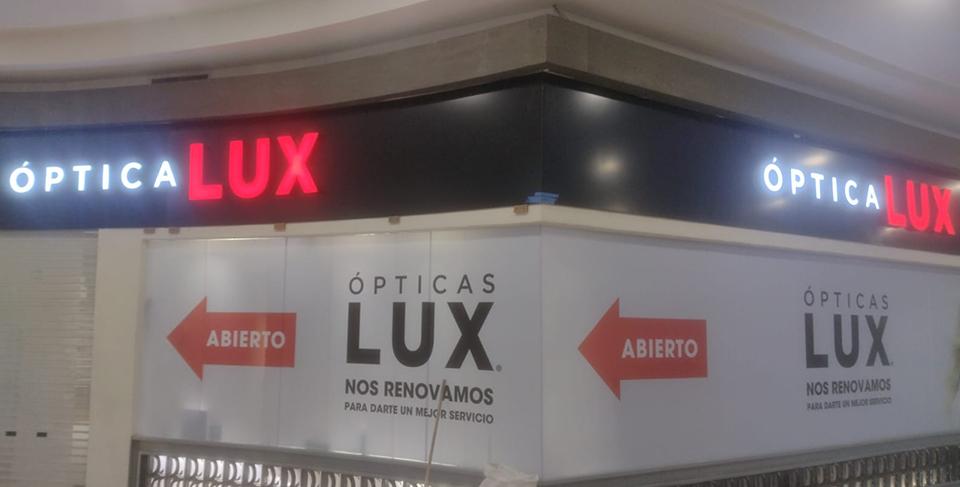 ÓPTICA LUX
ÓPTICA LUX
ABIERTO
ÓPTICAS
LUX®
NOS RENOVAMOS
PARA DARTE UN MEJOR SERVICIO
ABIERTO
ÓPTICAS
LUX®
NOS RENOVAMOS
PARA DARTE UN MEJOR SERVICIO